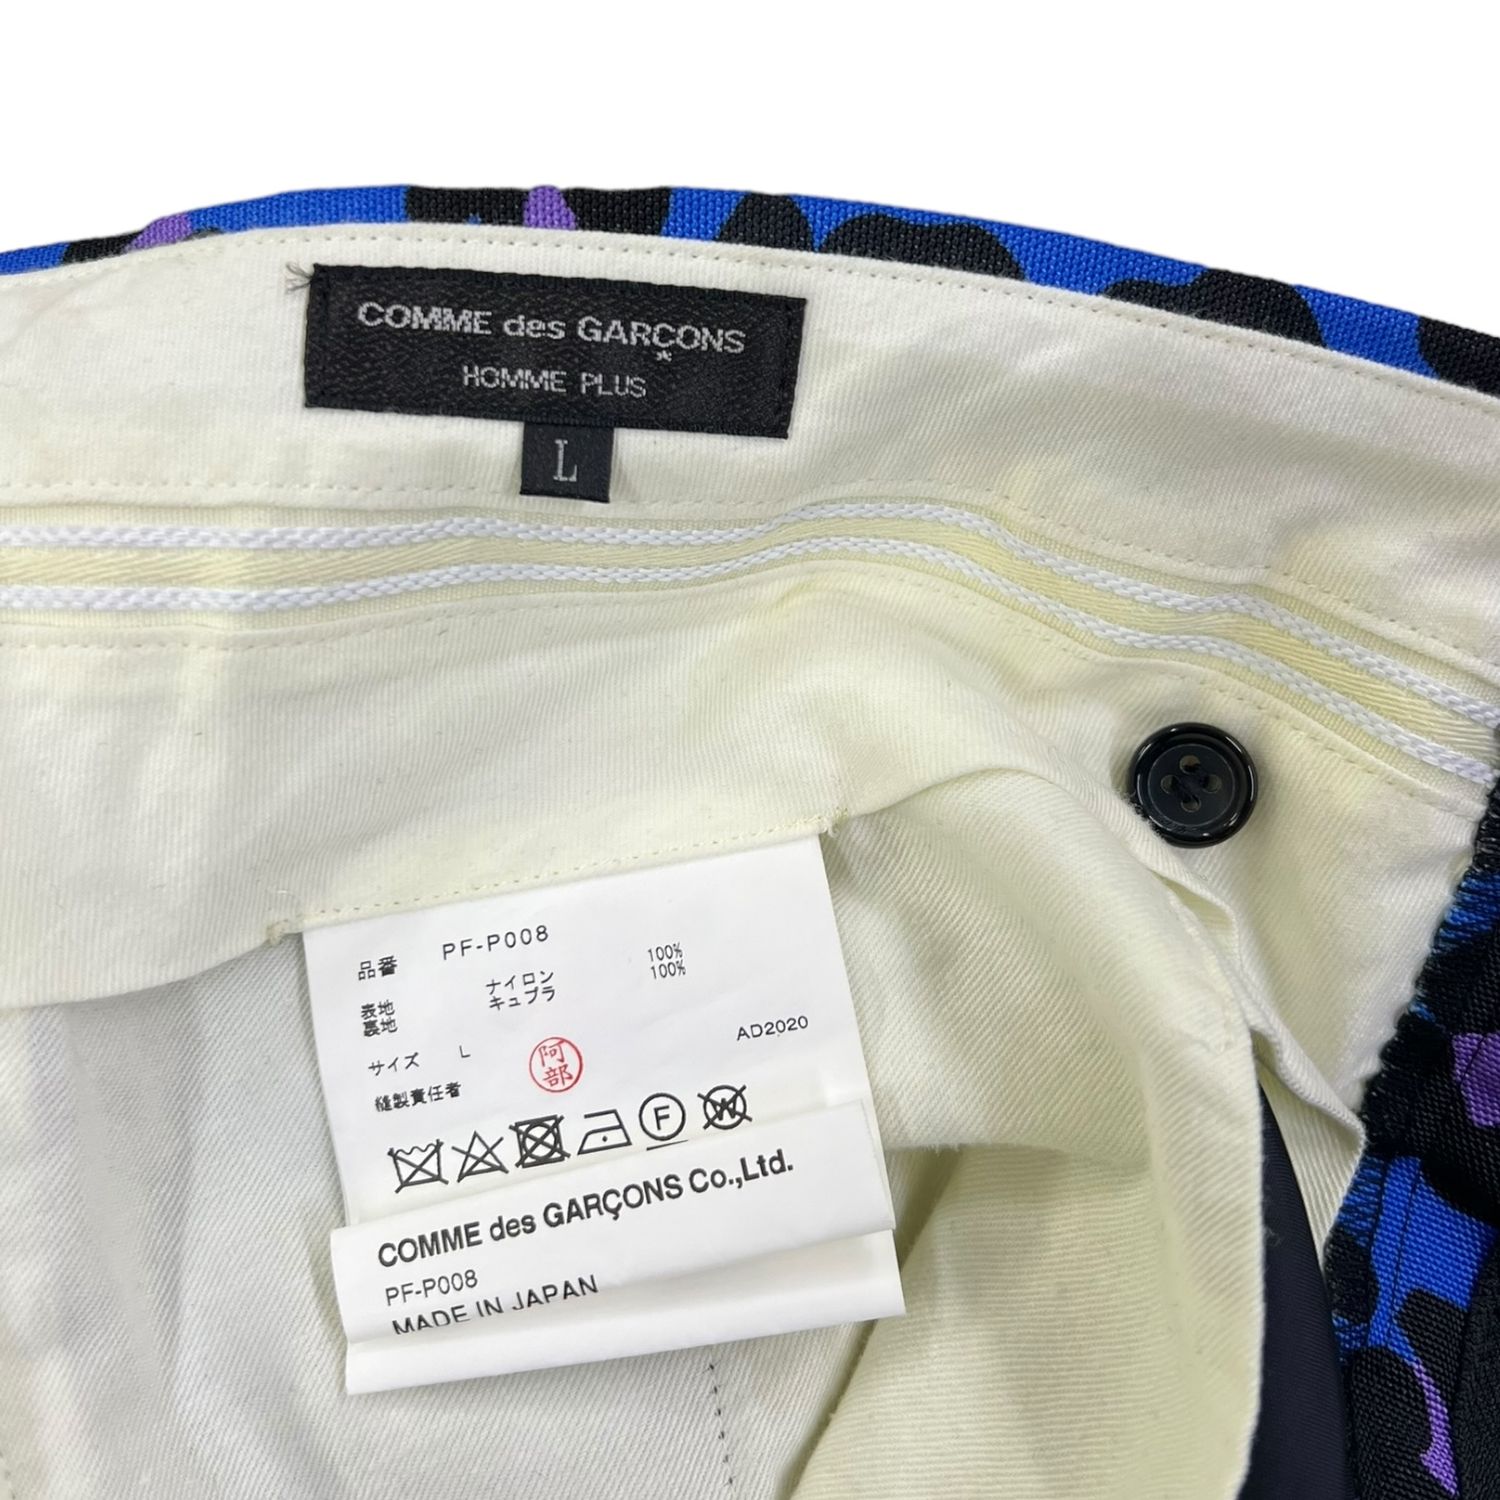 COMME des GARÇONS
*
HOMME PLUS
L
品番 PF-P008
表地 ナイロン 100%
裏地 キュプラ 100%
AD2020
サイズ L
縫製責任者 阿部
F
W
COMME des GARÇONS Co.,Ltd.
PF-P008
MADE IN JAPAN